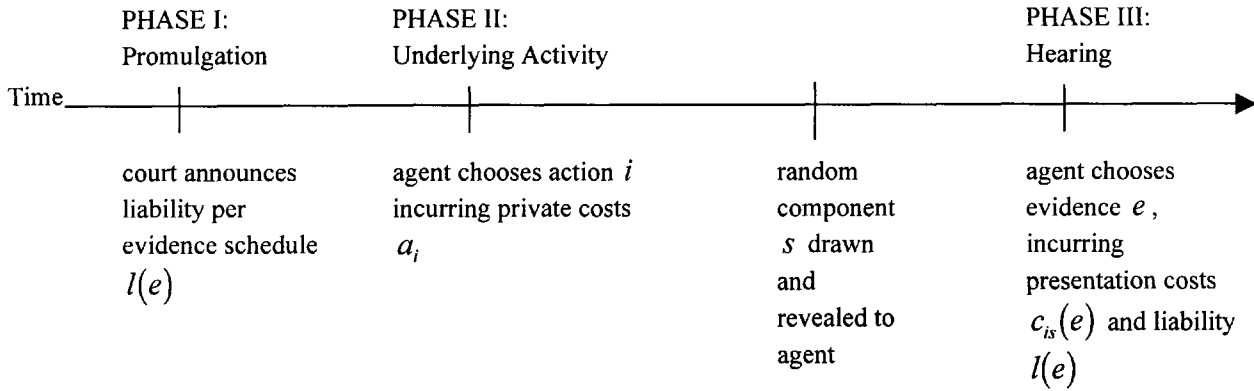 PHASE I:
Promulgation
PHASE II:
Underlying Activity
PHASE III:
Hearing
Time
court announces
liability per
evidence schedule
l(e)
agent chooses action i
incurring private costs
a_i
random
component
s drawn
and
revealed to
agent
agent chooses
evidence e ,
incurring
presentation costs
c_is(e) and liability
l(e)